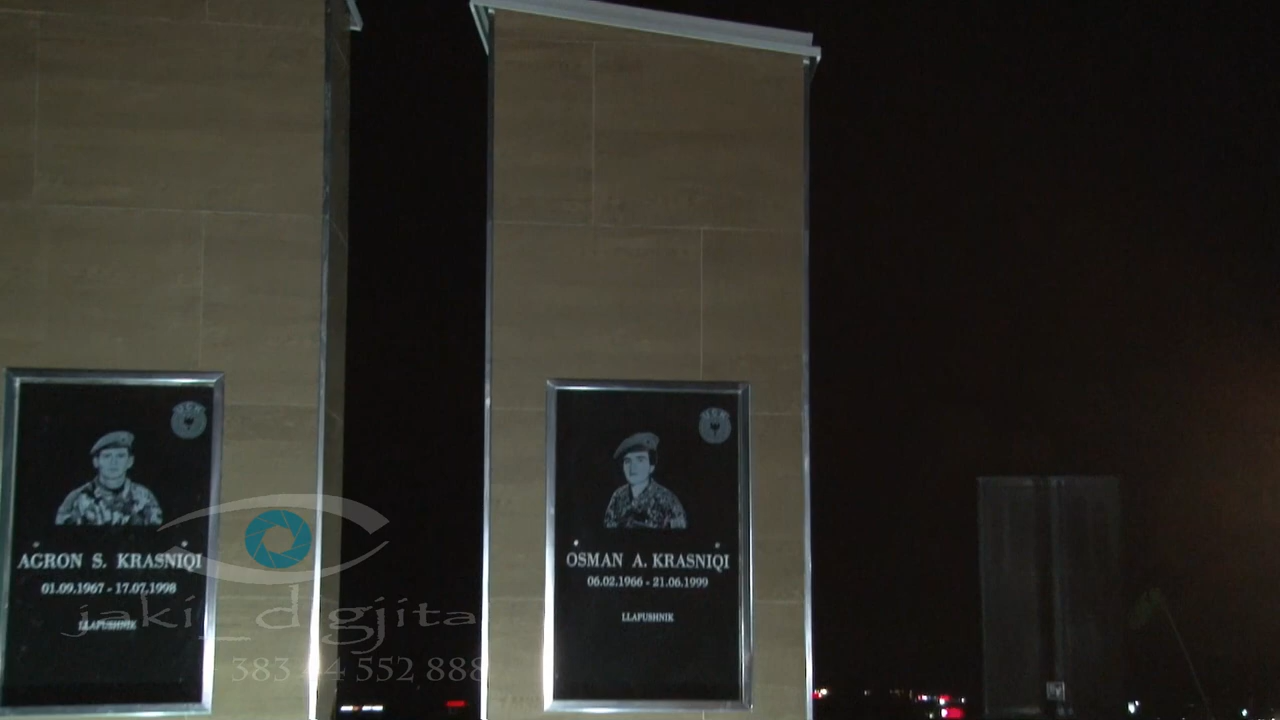 AGRON S. KRASNIQI
01.09.1967 - 17.07.1998
LLAPUSHNIK
OSMAN A. KRASNIQI
06.02.1966 - 21.06.1999
LLAPUSHNIK
jaki_digjita
383 44 552 888